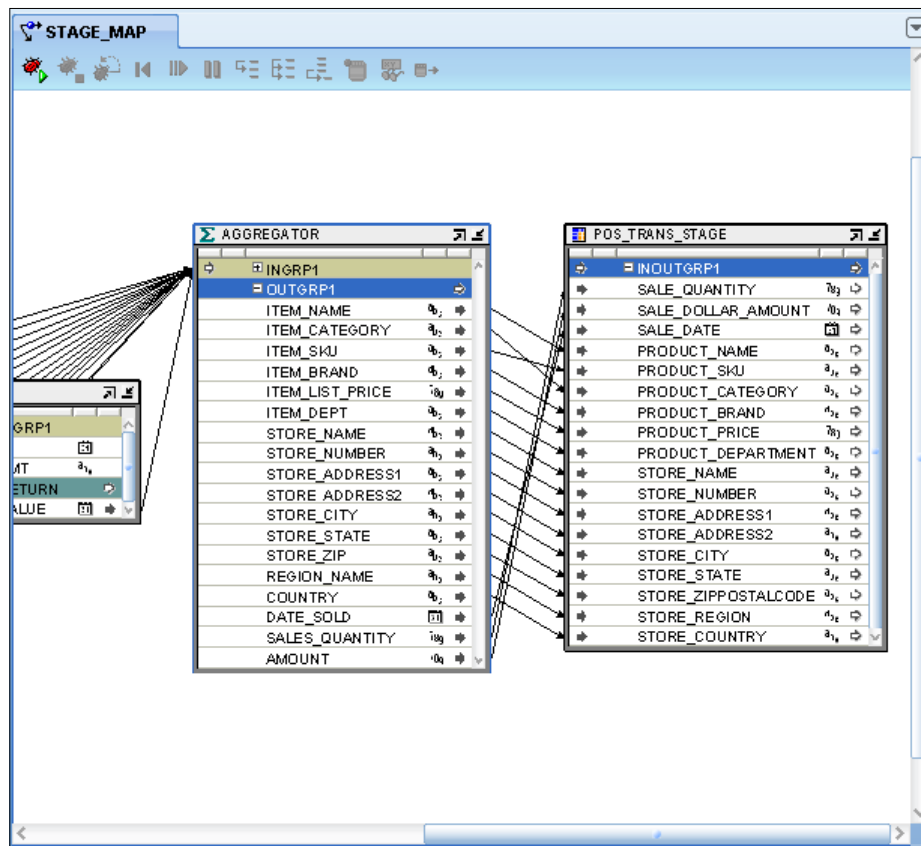 STAGE_MAP
AGGREGATOR
INGRP1
OUTGRP1
ITEM_NAME
ITEM_CATEGORY
ITEM_SKU
ITEM_BRAND
ITEM_LIST_PRICE
ITEM_DEPT
STORE_NAME
STORE_NUMBER
STORE_ADDRESS1
STORE_ADDRESS2
STORE_CITY
STORE_STATE
STORE_ZIP
REGION_NAME
COUNTRY
DATE_SOLD
SALES_QUANTITY
AMOUNT
POS_TRANS_STAGE
INOUTGRP1
SALE_QUANTITY
SALE_DOLLAR_AMOUNT
SALE_DATE
PRODUCT_NAME
PRODUCT_SKU
PRODUCT_CATEGORY
PRODUCT_BRAND
PRODUCT_PRICE
PRODUCT_DEPARTMENT
STORE_NAME
STORE_NUMBER
STORE_ADDRESS1
STORE_ADDRESS2
STORE_CITY
STORE_STATE
STORE_ZIPPOSTALCODE
STORE_REGION
STORE_COUNTRY
GRP1
MT
ETURN
ALUE